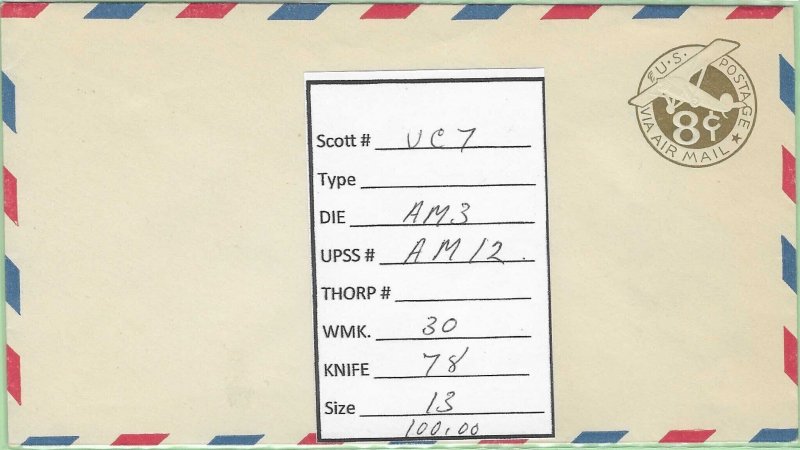 U.S. POSTAGE
8¢
VIA AIR MAIL
Scott # UC7
Type
DIE AM3
UPSS # AM12.
THORP #
WMK. 30
KNIFE 78
Size 13
100.00